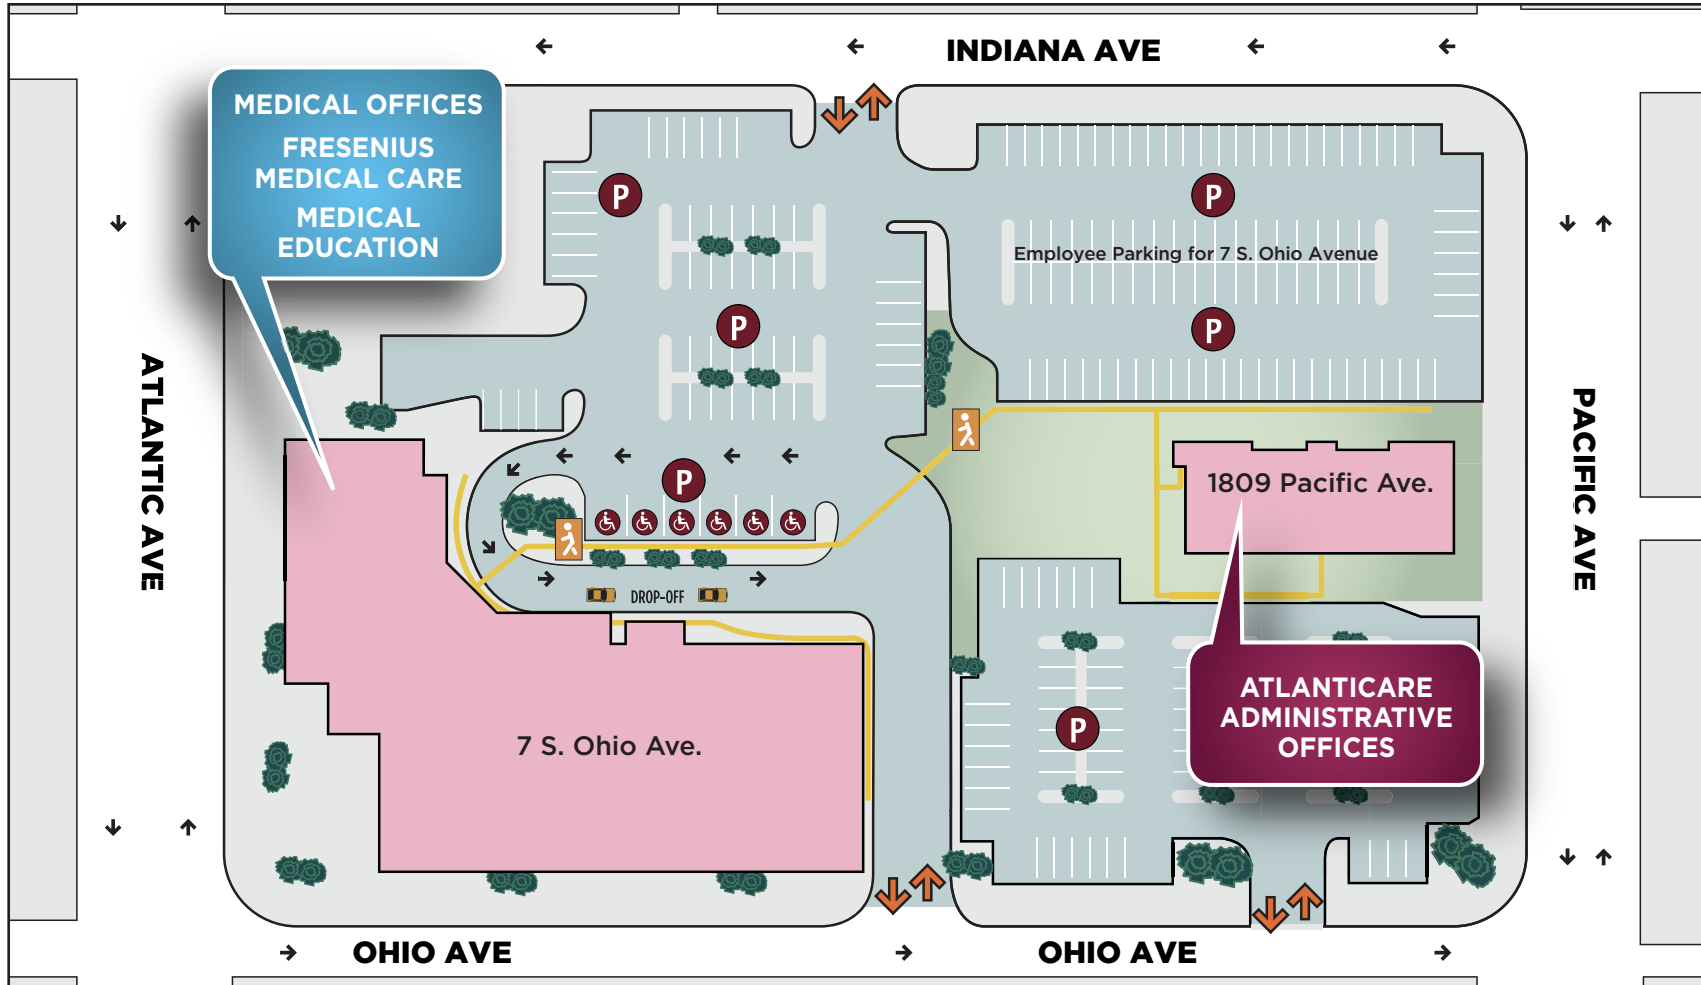 INDIANA AVE
MEDICAL OFFICES
FRESENIUS
MEDICAL CARE
MEDICAL
EDUCATION
P
P
Employee Parking for 7 S. Ohio Avenue
P
P
ATLANTIC AVE
PACIFIC AVE
P
1809 Pacific Ave.
DROP-OFF
ATLANTICARE
ADMINISTRATIVE
OFFICES
P
7 S. Ohio Ave.
OHIO AVE
OHIO AVE